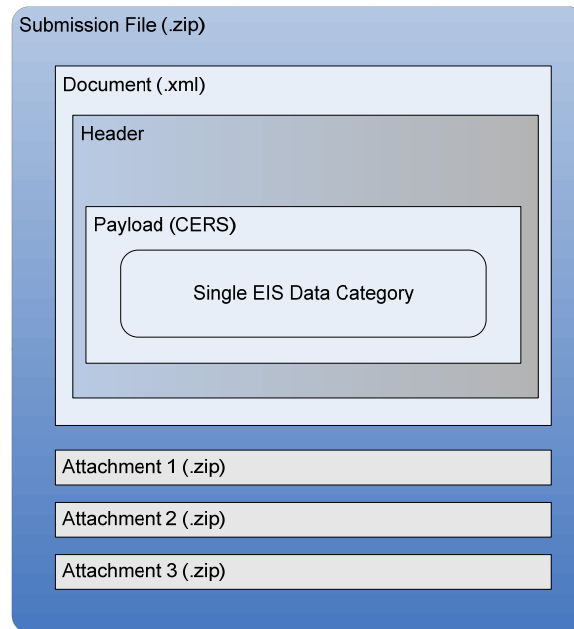 Submission File (.zip)
Document (.xml)
Header
Payload (CERS)
Single EIS Data Category
Attachment 1 (.zip)
Attachment 2 (.zip)
Attachment 3 (.zip)